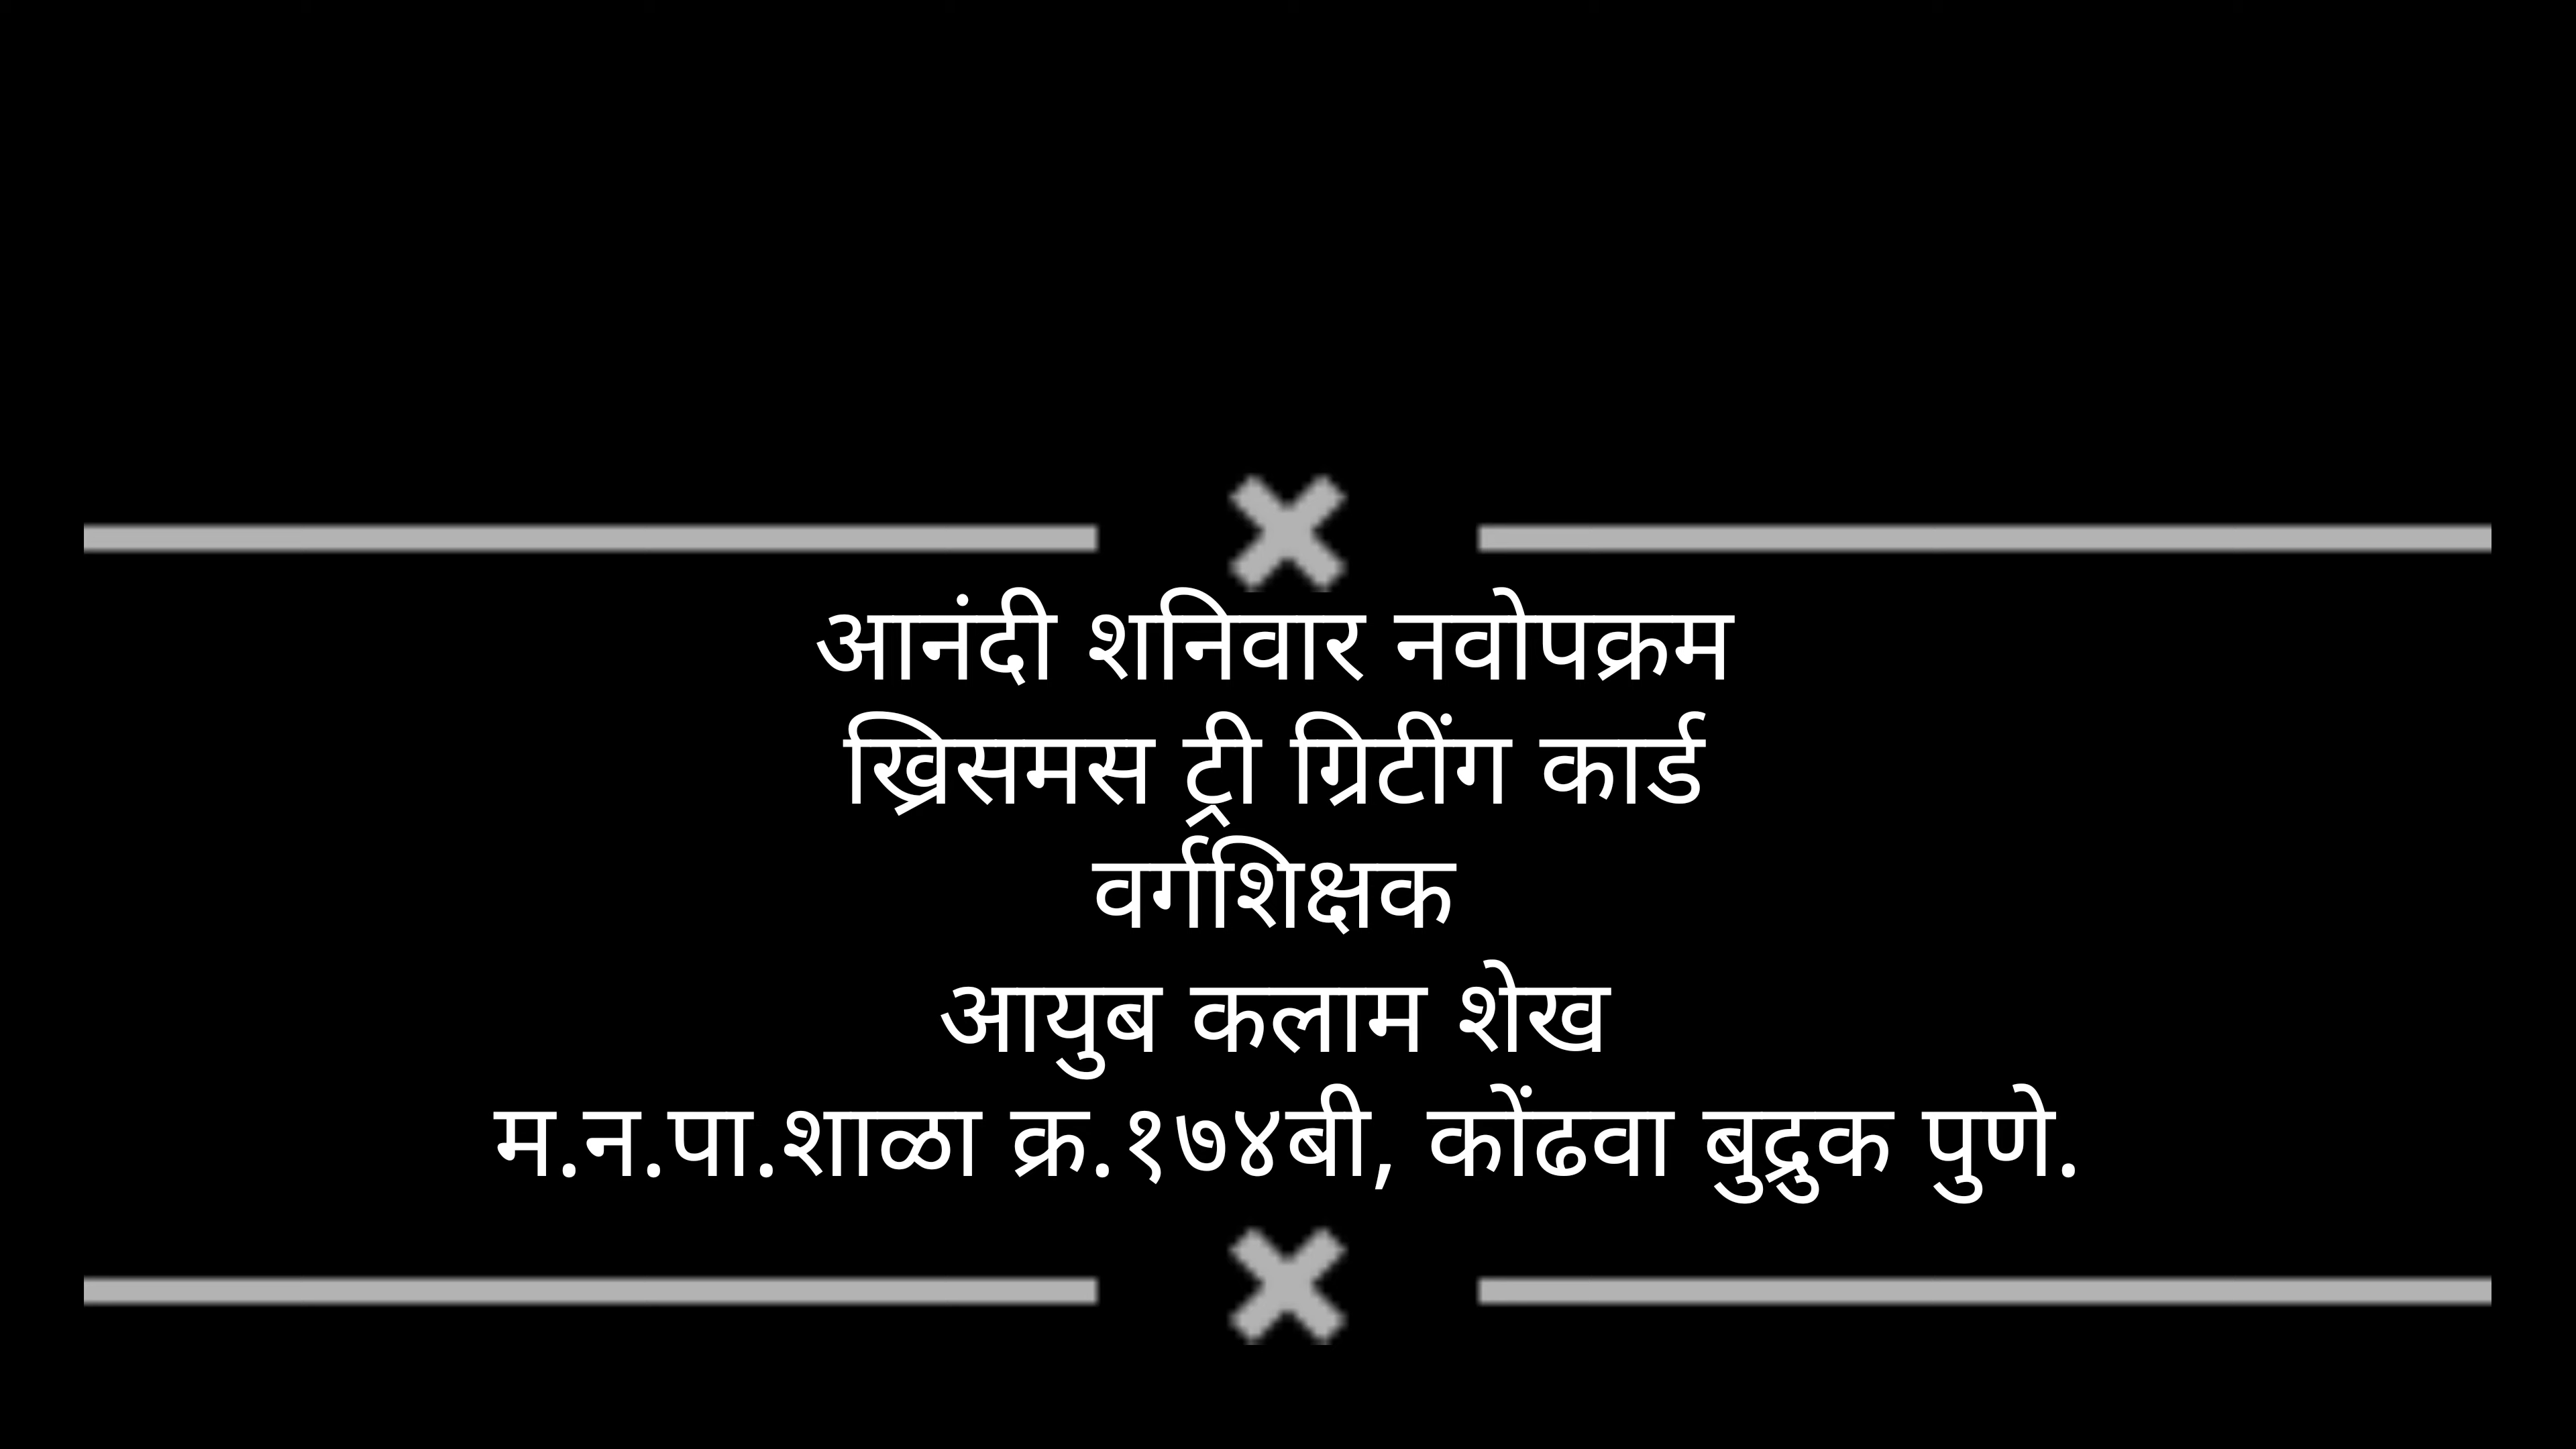 आनंदी शनिवार नवोपक्रम
ख्रिसमस ट्री ग्रिटींग कार्ड
वर्गशिक्षक
आयुब कलाम शेख
म.न.पा.शाळा क्र.१७४बी, कोंढवा बुद्रुक पुणे.